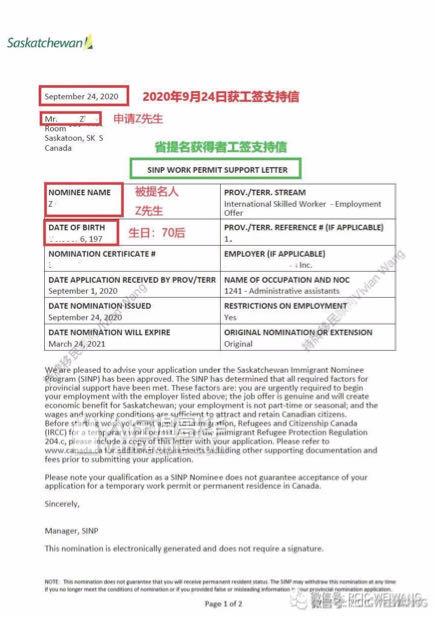 Saskatchewan
September 24, 2020
2020年9月24日获工签支持信
Mr. Z
申请Z先生
Room
Saskatoon, SK S
Canada
省提名获得者工签支持信
SINP WORK PERMIT SUPPORT LETTER
NOMINEE NAME
Z
被提名人
Z先生
PROV./TERR. STREAM
International Skilled Worker - Employment
Offer
DATE OF BIRTH
6, 197
生日：70后
PROV./TERR. REFERENCE # (IF APPLICABLE)
1
NOMINATION CERTIFICATE #
EMPLOYER (IF APPLICABLE)
Inc.
DATE APPLICATION RECEIVED BY PROV/TERR
September 1, 2020
NAME OF OCCUPATION AND NOC
1241 - Administrative assistants
DATE NOMINATION ISSUED
September 24, 2020
RESTRICTIONS ON EMPLOYMENT
Yes
DATE NOMINATION WILL EXPIRE
March 24, 2021
ORIGINAL NOMINATION or EXTENSION
Original
We are pleased to advise your application under the Saskatchewan Immigrant Nominee
Program (SINP) has been approved. The SINP has determined that all required factors for
provincial support have been met. These factors are: you are urgently required to begin
your employment with the employer listed above; the job offer is genuine and will create
economic benefit for Saskatchewan; your employment is not part-time or seasonal; and the
wages and working conditions are sufficient to attract and retain Canadian citizens.
Before starting work, Immigration, Refugees and Citizenship Canada
(IRCC) for a Immigrant Refugee Protection Regulation
204.c, please include a copy of this letter with your application. Please refer to
www.canada.ca for including other supporting documentation and
fees prior to submitting your application.
Please note your qualification as a SINP Nominee does not guarantee acceptance of your
application for a temporary work permit or permanent residence in Canada.
Sincerely,
Manager, SINP
This nomination is electronically generated and does not require a signature.
NOTE: This nomination does not guarantee that you will receive permanent resident status. The SINP may withdraw this nomination at any time
if you no longer meet the conditions of nomination or if you provided false or misleading information in your provincial nomination application.
Page 1 of 2
微信号: RCIC-WEIWANG